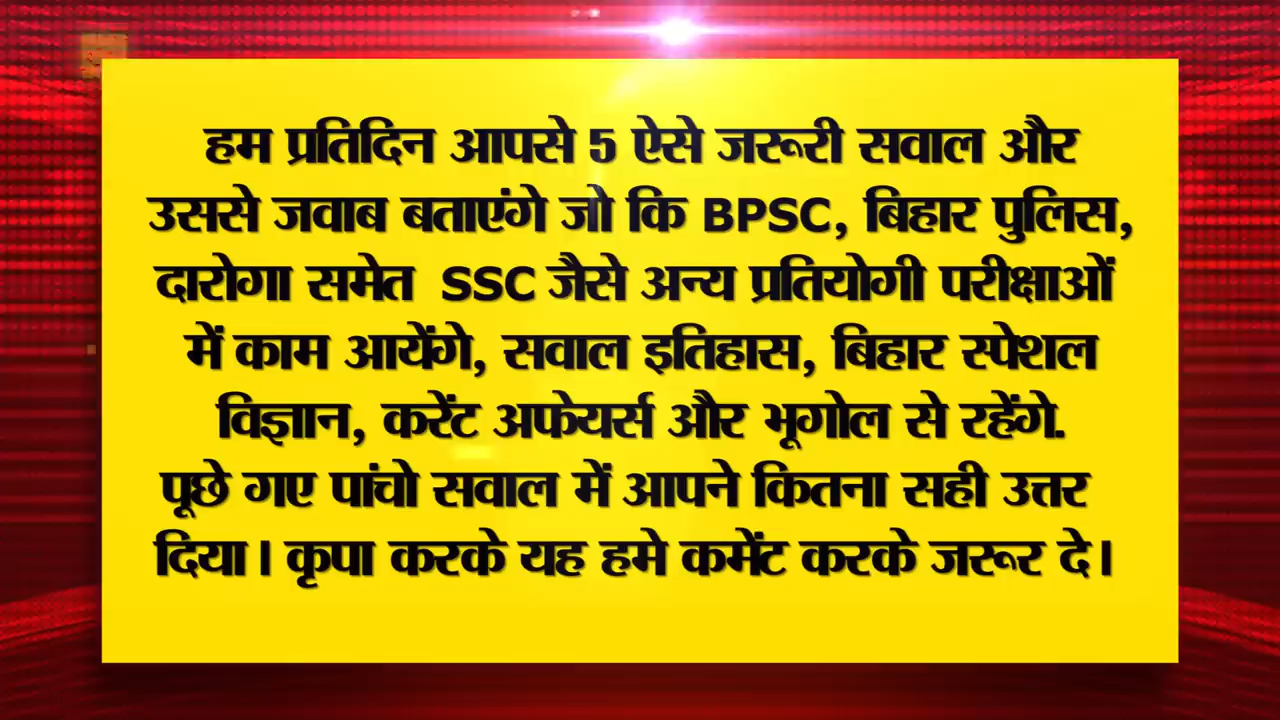 हम प्रतिदिन आपसे 5 ऐसे जरूरी सवाल और
उससे जवाब बताएंगे जो कि BPSC, बिहार पुलिस,
दारोगा समेत SSC जैसे अन्य प्रतियोगी परीक्षाओं
में काम आयेंगे, सवाल इतिहास, बिहार स्पेशल
विज्ञान, करेंट अफेयर्स और भूगोल से रहेंगे.
पूछे गए पांचो सवाल में आपने कितना सही उत्तर
दिया। कृपा करके यह हमे कमेंट करके जरूर दे।